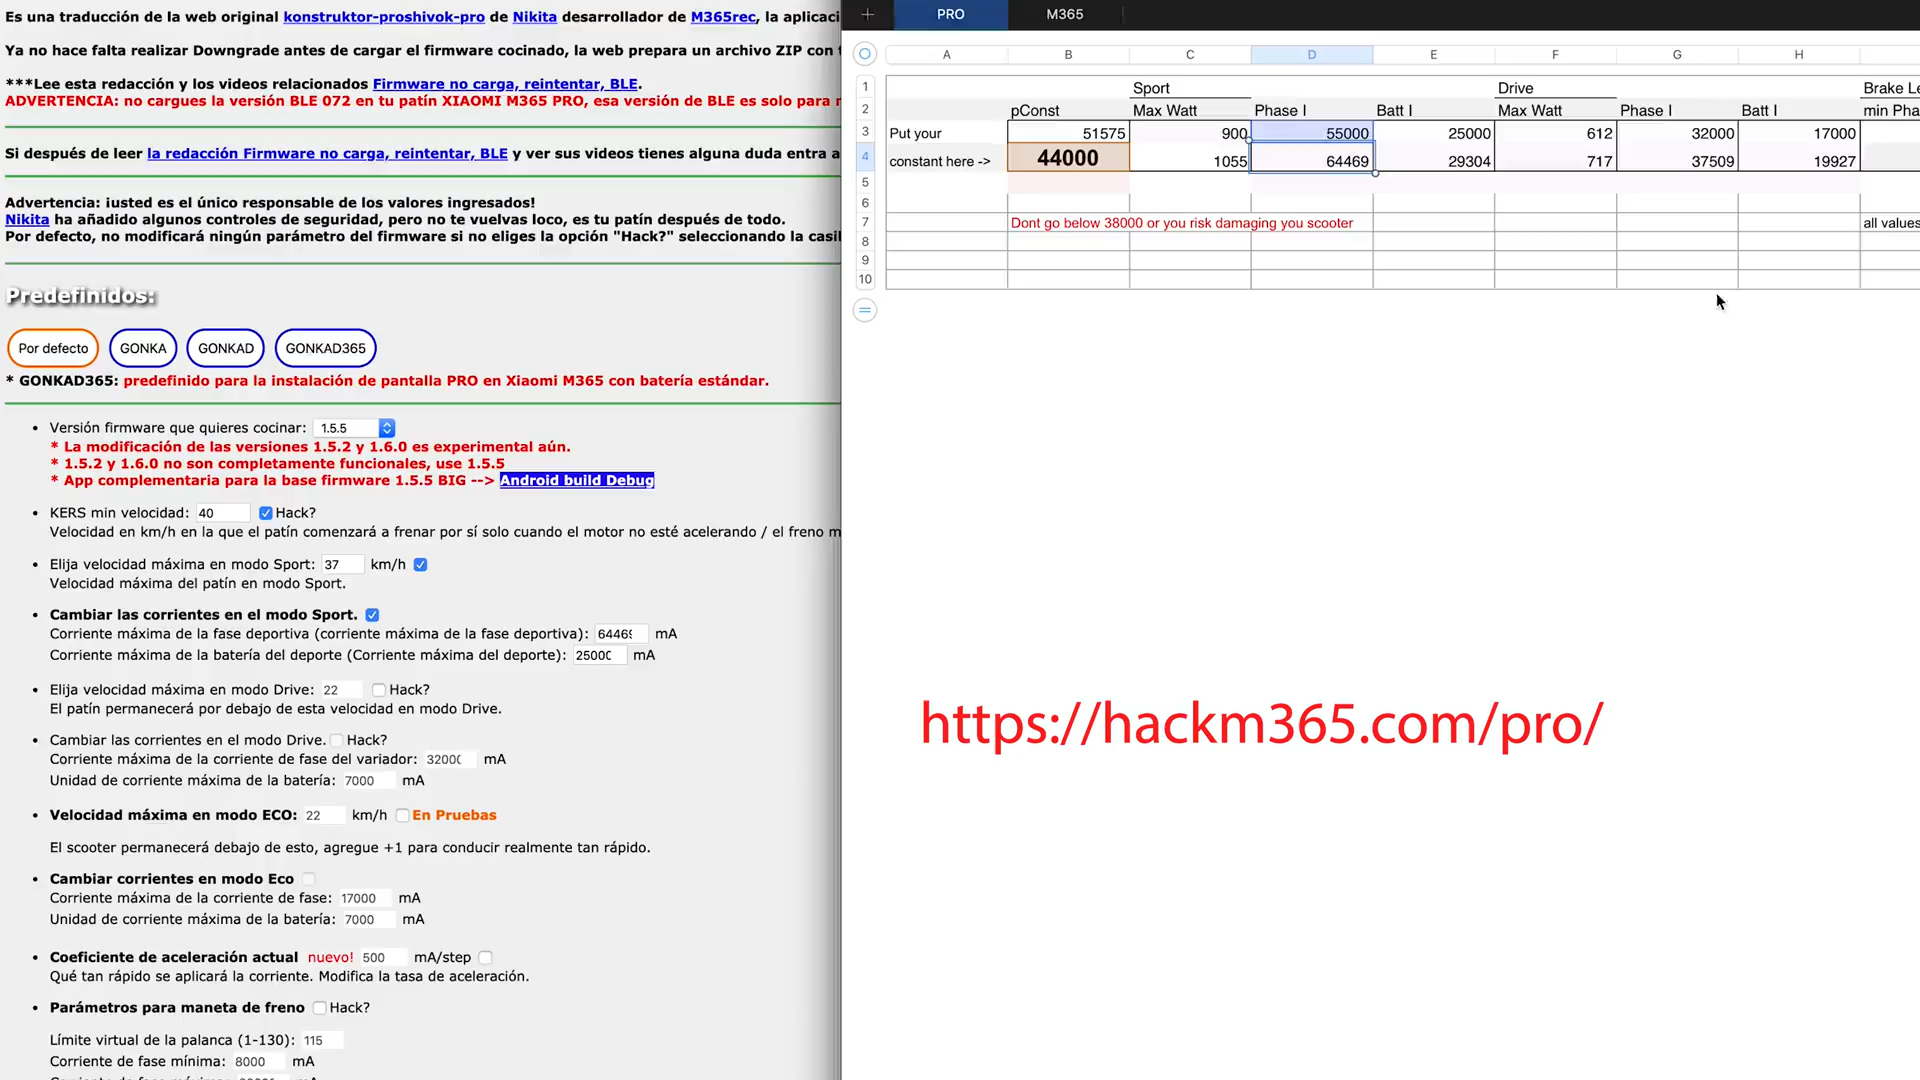 Es una traducción de la web original konstruktor-proshivok-pro de Nikita desarrollador de M365rec, la aplicaci
Ya no hace falta realizar Downgrade antes de cargar el firmware cocinado, la web prepara un archivo ZIP con
***Lee esta redacción y los videos relacionados Firmware no carga, reintentar, BLE.
ADVERTENCIA: no cargues la versión BLE 072 en tu patín XIAOMI M365 PRO, esa versión de BLE es solo para
Si después de leer la redacción Firmware no carga, reintentar, BLE y ver sus videos tienes alguna duda entra a
Advertencia: ¡usted es el único responsable de los valores ingresados!
Nikita ha añadido algunos controles de seguridad, pero no te vuelvas loco, es tu patín después de todo.
Por defecto, no modificará ningún parámetro del firmware si no eliges la opción "Hack?" seleccionando la casil
Predefinidos:
Por defecto GONKA GONKAD GONKAD365
* GONKAD365: predefinido para la instalación de pantalla PRO en Xiaomi M365 con batería estándar.
• Versión firmware que quieres cocinar: 1.5.5
* La modificación de las versiones 1.5.2 y 1.6.0 es experimental aún.
* 1.5.2 y 1.6.0 no son completamente funcionales, use 1.5.5
* App complementaria para la base firmware 1.5.5 BIG --> Android build Debug
• KERS min velocidad: 40 Hack?
Velocidad en km/h en la que el patín comenzará a frenar por sí solo cuando el motor no esté acelerando / el freno m
• Elija velocidad máxima en modo Sport: 37 km/h
Velocidad máxima del patín en modo Sport.
• Cambiar las corrientes en el modo Sport.
Corriente máxima de la fase deportiva (corriente máxima de la fase deportiva): 64469 mA
Corriente máxima de la batería del deporte (Corriente máxima del deporte): 25000 mA
• Elija velocidad máxima en modo Drive: 22 Hack?
El patín permanecerá por debajo de esta velocidad en modo Drive.
• Cambiar las corrientes en el modo Drive. Hack?
Corriente máxima de la corriente de fase del variador: 32000 mA
Unidad de corriente máxima de la batería: 7000 mA
• Velocidad máxima en modo ECO: 22 km/h En Pruebas
El scooter permanecerá debajo de esto, agregue +1 para conducir realmente tan rápido.
• Cambiar corrientes en modo Eco
Corriente máxima de la corriente de fase: 17000 mA
Unidad de corriente máxima de la batería: 7000 mA
• Coeficiente de aceleración actual nuevo! 500 mA/step
Qué tan rápido se aplicará la corriente. Modifica la tasa de aceleración.
• Parámetros para maneta de freno Hack?
Límite virtual de la palanca (1-130): 115
Corriente de fase mínima: 8000 mA
+ PRO M365
A B C D E F G H
1 Sport Drive Brake Le
2 pConst Max Watt Phase I Batt I Max Watt Phase I Batt I min Pha
3 Put your 51575 900 55000 25000 612 32000 17000
4 constant here -> 44000 1055 64469 29304 717 37509 19927
5
6
7 Dont go below 38000 or you risk damaging you scooter all values
8
9
10
=
https://hackm365.com/pro/